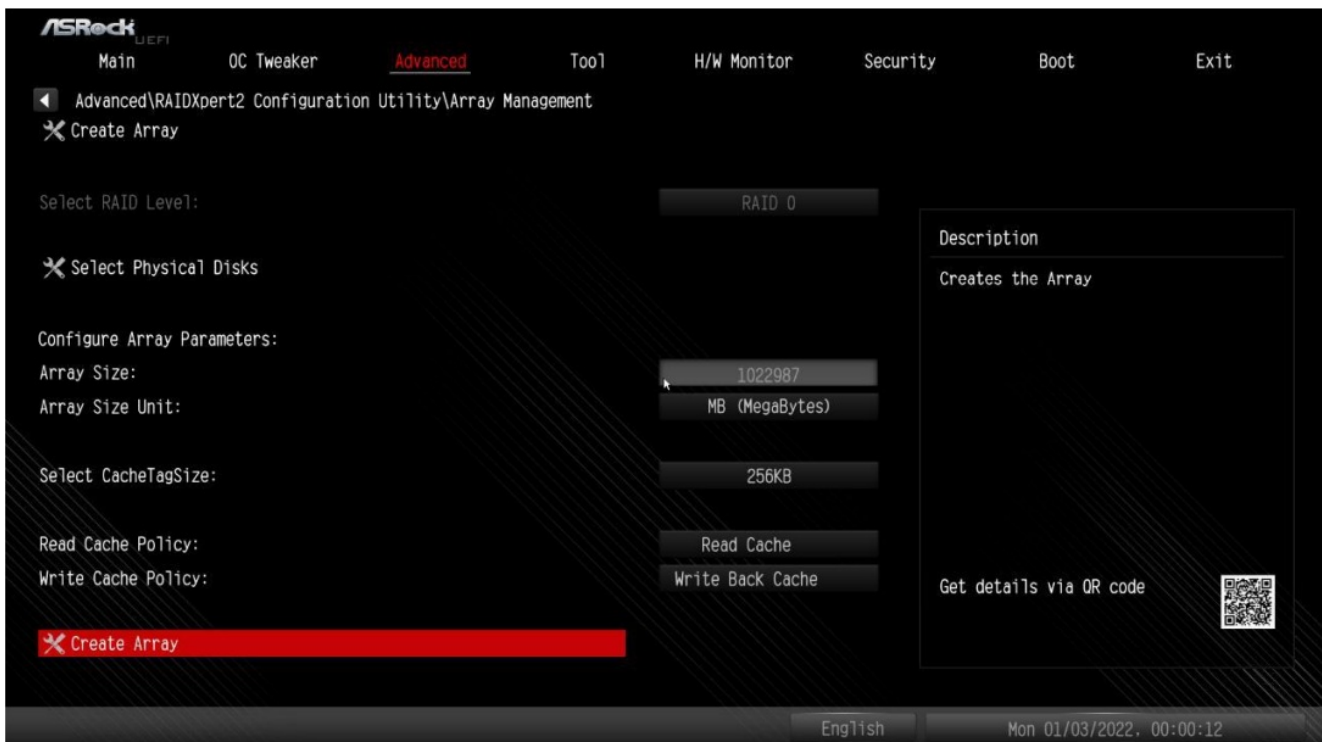 ASRock UEFI
Main OC Tweaker Advanced Tool H/W Monitor Security Boot Exit
Advanced\RAIDXpert2 Configuration Utility\Array Management
Create Array
Select RAID Level: RAID 0
Select Physical Disks
Configure Array Parameters:
Array Size: 1022987
Array Size Unit: MB (MegaBytes)
Select CacheTagSize: 256KB
Read Cache Policy: Read Cache
Write Cache Policy: Write Back Cache
Create Array
Description
Creates the Array
Get details via QR code
English Mon 01/03/2022, 00:00:12